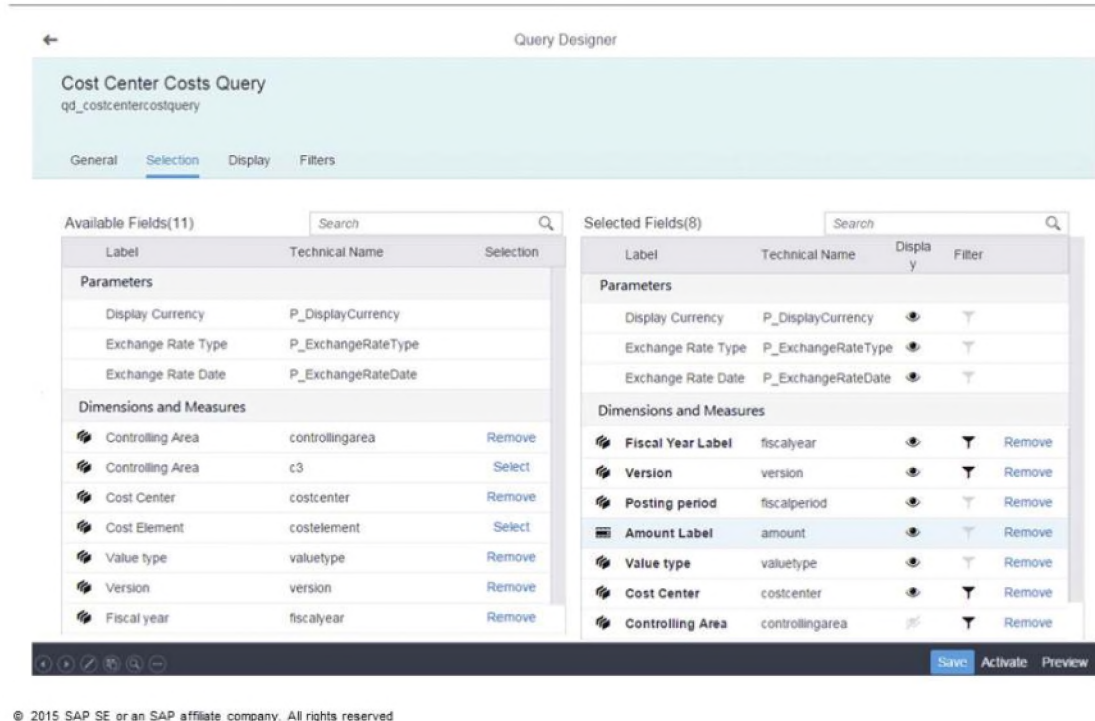 Query Designer
Cost Center Costs Query
qd_costcentercostquery
General Selection Display Filters
Available Fields(11) Search
Label Technical Name Selection
Parameters
Display Currency P_DisplayCurrency
Exchange Rate Type P_ExchangeRateType
Exchange Rate Date P_ExchangeRateDate
Dimensions and Measures
Controlling Area controllingarea Remove
Controlling Area c3 Select
Cost Center costcenter Remove
Cost Element costelement Select
Value type valuetype Remove
Version version Remove
Fiscal year fiscalyear Remove
Selected Fields(8) Search
Label Technical Name Displa
y Filter
Parameters
Display Currency P_DisplayCurrency
Exchange Rate Type P_ExchangeRateType
Exchange Rate Date P_ExchangeRateDate
Dimensions and Measures
Fiscal Year Label fiscalyear Remove
Version version Remove
Posting period fiscalperiod Remove
Amount Label amount Remove
Value type valuetype Remove
Cost Center costcenter Remove
Controlling Area controllingarea Remove
Save Activate Preview
© 2015 SAP SE or an SAP affiliate company. All rights reserved